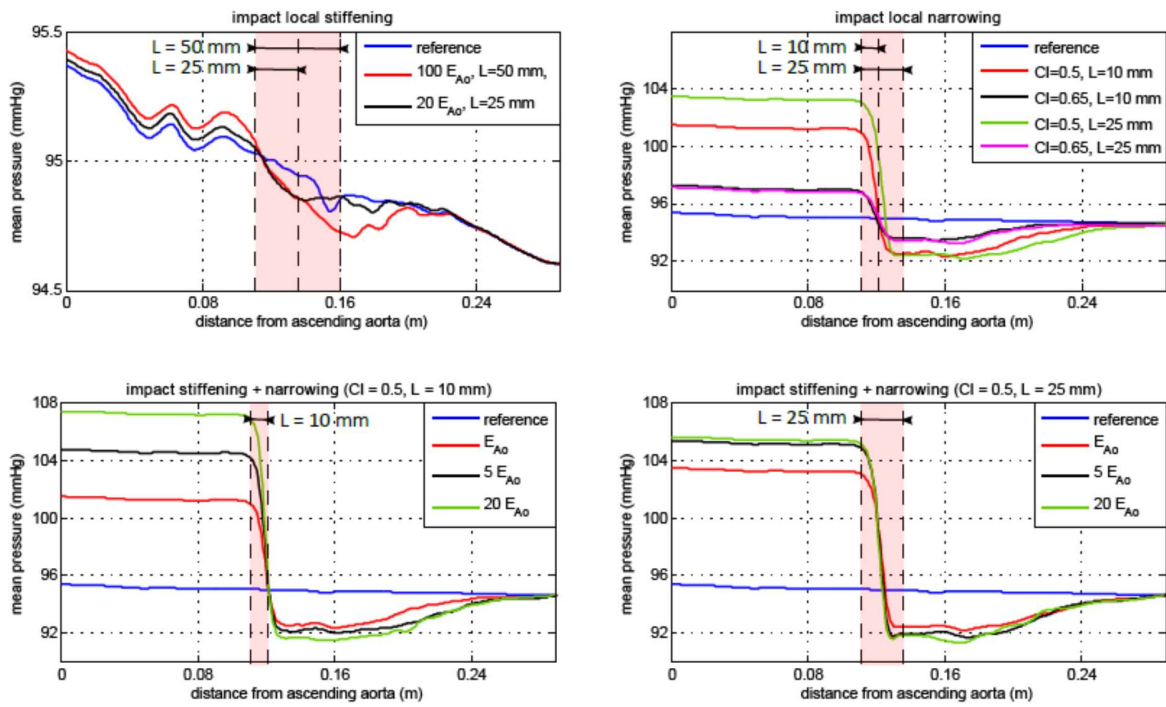 impact local stiffening
95.5
95
94.5
mean pressure (mmHg)
L = 50 mm
L = 25 mm
reference
100 E_Ao, L=50 mm,
20 E_Ao, L=25 mm
0
0.08
0.16
0.24
distance from ascending aorta (m)
impact local narrowing
104
100
96
92
mean pressure (mmHg)
L = 10 mm
L = 25 mm
reference
CI=0.5, L=10 mm
CI=0.65, L=10 mm
CI=0.5, L=25 mm
CI=0.65, L=25 mm
0
0.08
0.16
0.24
distance from ascending aorta (m)
impact stiffening + narrowing (CI = 0.5, L = 10 mm)
108
104
100
96
92
mean pressure (mmHg)
L = 10 mm
reference
E_Ao
5 E_Ao
20 E_Ao
0
0.08
0.16
0.24
distance from ascending aorta (m)
impact stiffening + narrowing (CI = 0.5, L = 25 mm)
108
104
100
96
92
mean pressure (mmHg)
L = 25 mm
reference
E_Ao
5 E_Ao
20 E_Ao
0
0.08
0.16
0.24
distance from ascending aorta (m)